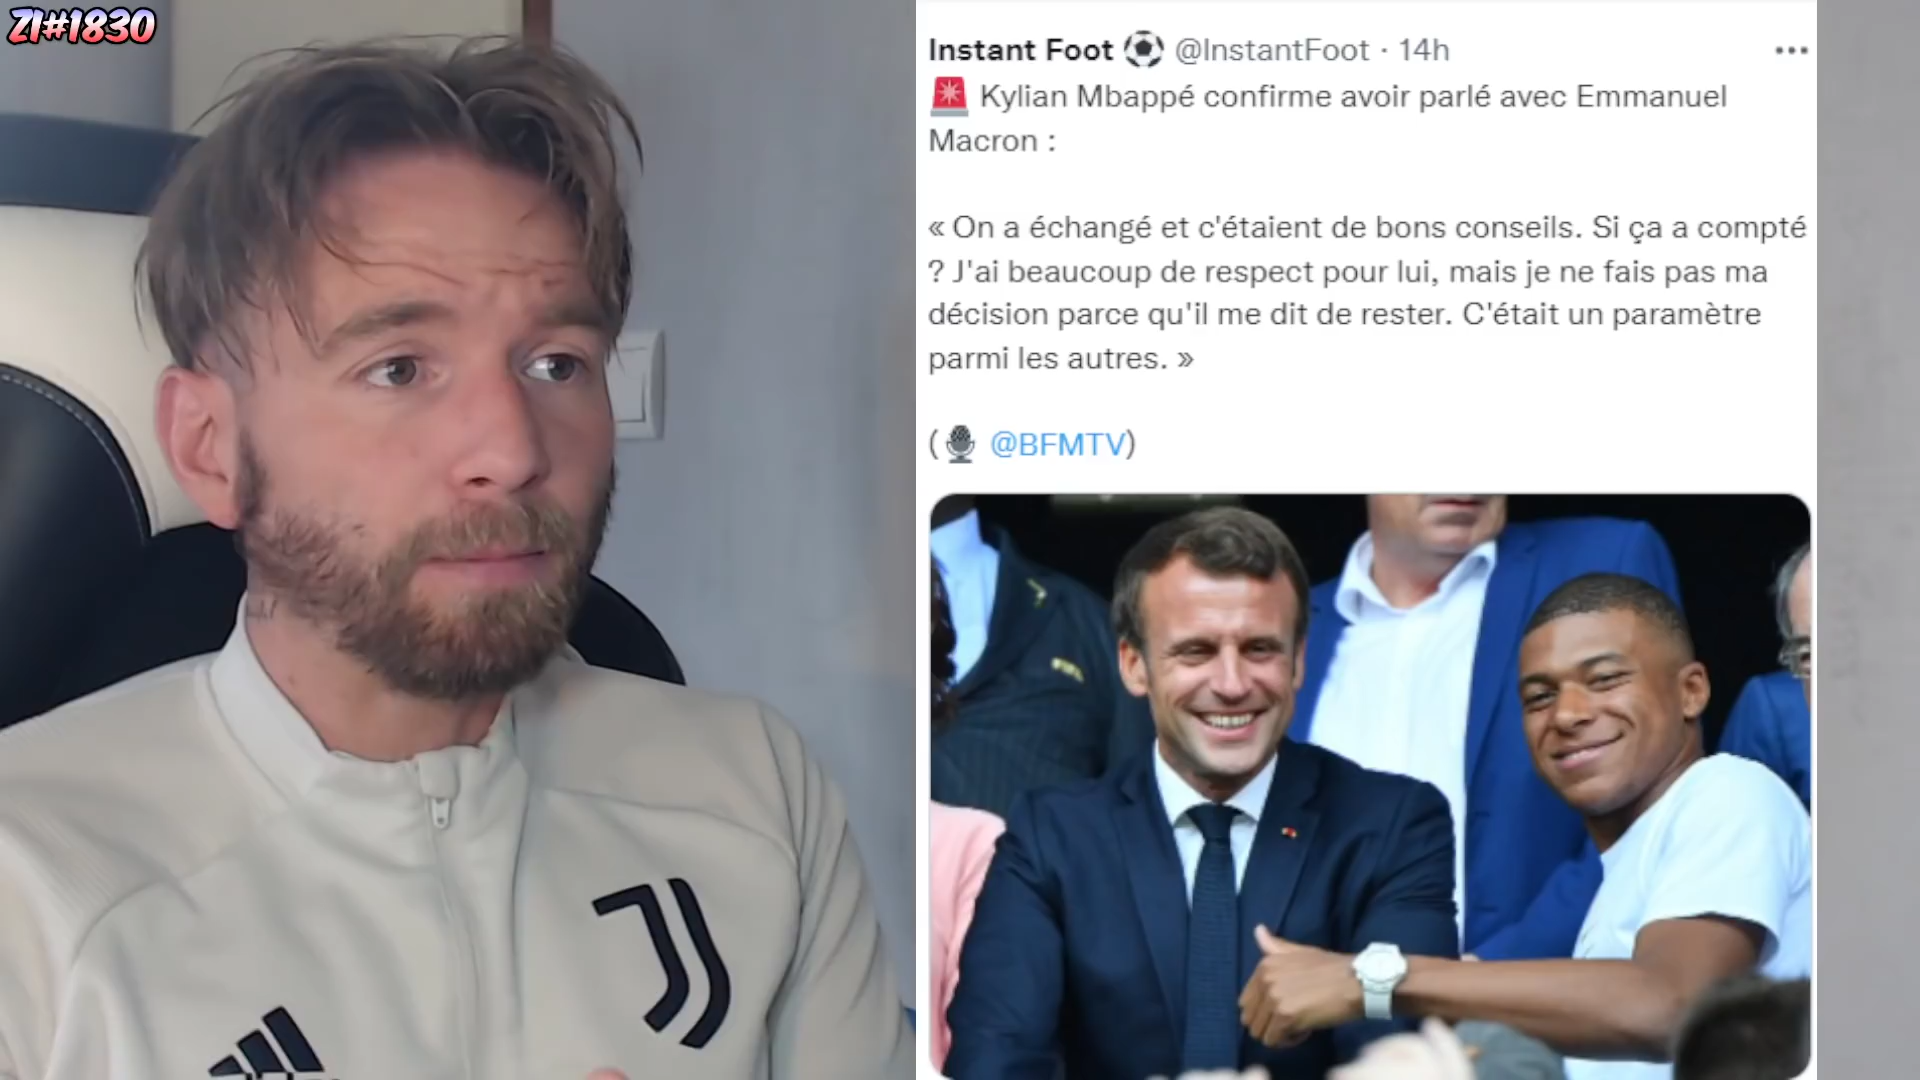 ZI#1830
Instant Foot ⚽ @InstantFoot · 14h
🚨 Kylian Mbappé confirme avoir parlé avec Emmanuel
Macron :
« On a échangé et c'étaient de bons conseils. Si ça a compté
? J'ai beaucoup de respect pour lui, mais je ne fais pas ma
décision parce qu'il me dit de rester. C'était un paramètre
parmi les autres. »
(🎙️ @BFMTV)